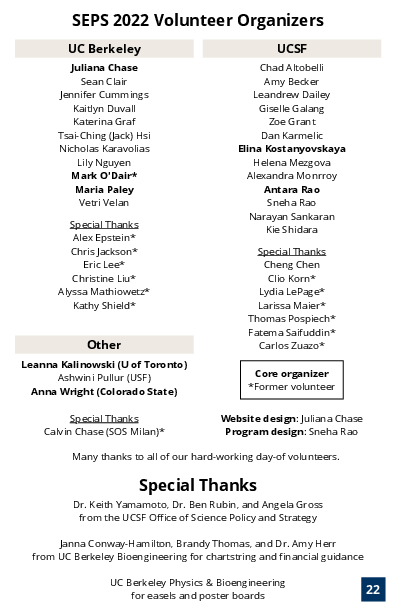 SEPS 2022 Volunteer Organizers
UC Berkeley
Juliana Chase
Sean Clair
Jennifer Cummings
Kaitlyn Duvall
Katerina Graf
Tsai-Ching (Jack) Hsi
Nicholas Karavolias
Lily Nguyen
Mark O'Dair*
Maria Paley
Vetri Velan
Special Thanks
Alex Epstein*
Chris Jackson*
Eric Lee*
Christine Liu*
Alyssa Mathiowetz*
Kathy Shield*
Other
Leanna Kalinowski (U of Toronto)
Ashwini Pullur (USF)
Anna Wright (Colorado State)
Special Thanks
Calvin Chase (SOS Milan)*
UCSF
Chad Altobelli
Amy Becker
Leandrew Dailey
Giselle Galang
Zoe Grant
Dan Karmelic
Elina Kostanyovskaya
Helena Mezgova
Alexandra Monrroy
Antara Rao
Sneha Rao
Narayan Sankaran
Kie Shidara
Special Thanks
Cheng Chen
Clio Korn*
Lydia LePage*
Larissa Maier*
Thomas Pospiech*
Fatema Saifuddin*
Carlos Zuazo*
Core organizer
*Former volunteer
Website design: Juliana Chase
Program design: Sneha Rao
Many thanks to all of our hard-working day-of volunteers.
Special Thanks
Dr. Keith Yamamoto, Dr. Ben Rubin, and Angela Gross
from the UCSF Office of Science Policy and Strategy
Janna Conway-Hamilton, Brandy Thomas, and Dr. Amy Herr
from UC Berkeley Bioengineering for chartstring and financial guidance
UC Berkeley Physics & Bioengineering
for easels and poster boards
22